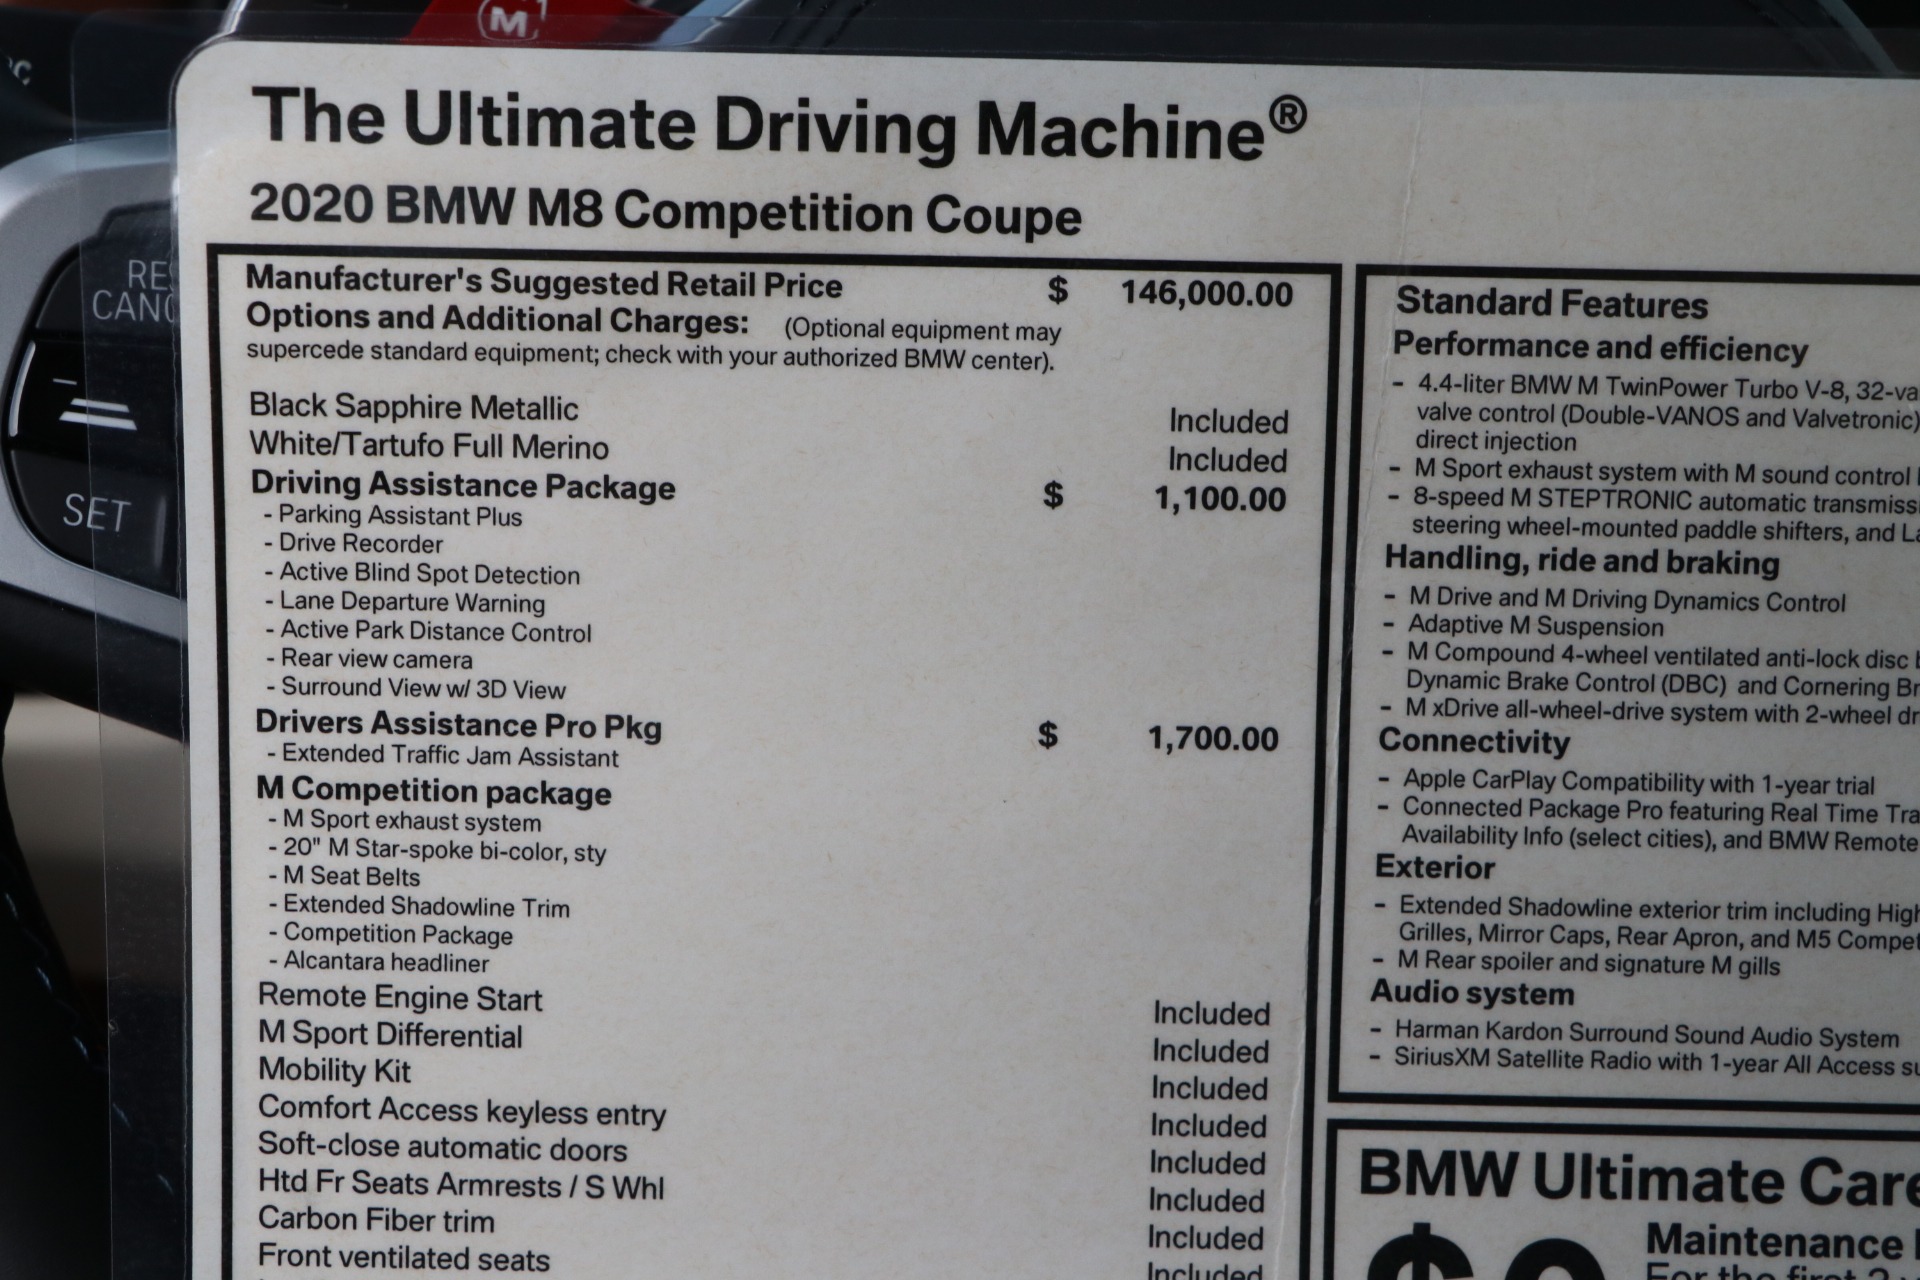 M
RES
CANC
SET
The Ultimate Driving Machine®
2020 BMW M8 Competition Coupe
Manufacturer's Suggested Retail Price $ 146,000.00
Options and Additional Charges: (Optional equipment may
supercede standard equipment; check with your authorized BMW center).
Black Sapphire Metallic Included
White/Tartufo Full Merino Included
Driving Assistance Package $ 1,100.00
- Parking Assistant Plus
- Drive Recorder
- Active Blind Spot Detection
- Lane Departure Warning
- Active Park Distance Control
- Rear view camera
- Surround View w/ 3D View
Drivers Assistance Pro Pkg $ 1,700.00
- Extended Traffic Jam Assistant
M Competition package
- M Sport exhaust system
- 20" M Star-spoke bi-color, sty
- M Seat Belts
- Extended Shadowline Trim
- Competition Package
- Alcantara headliner
Remote Engine Start Included
M Sport Differential Included
Mobility Kit Included
Comfort Access keyless entry Included
Soft-close automatic doors Included
Htd Fr Seats Armrests / S Whl Included
Carbon Fiber trim Included
Front ventilated seats Included
Standard Features
Performance and efficiency
- 4.4-liter BMW M TwinPower Turbo V-8, 32-va
valve control (Double-VANOS and Valvetronic)
direct injection
- M Sport exhaust system with M sound control
- 8-speed M STEPTRONIC automatic transmiss
steering wheel-mounted paddle shifters, and La
Handling, ride and braking
- M Drive and M Driving Dynamics Control
- Adaptive M Suspension
- M Compound 4-wheel ventilated anti-lock disc b
Dynamic Brake Control (DBC) and Cornering Br
- M xDrive all-wheel-drive system with 2-wheel dr
Connectivity
- Apple CarPlay Compatibility with 1-year trial
- Connected Package Pro featuring Real Time Tra
Availability Info (select cities), and BMW Remote
Exterior
- Extended Shadowline exterior trim including High
Grilles, Mirror Caps, Rear Apron, and M5 Compet
- M Rear spoiler and signature M gills
Audio system
- Harman Kardon Surround Sound Audio System
- SiriusXM Satellite Radio with 1-year All Access su
BMW Ultimate Care
Maintenance
For the first 3